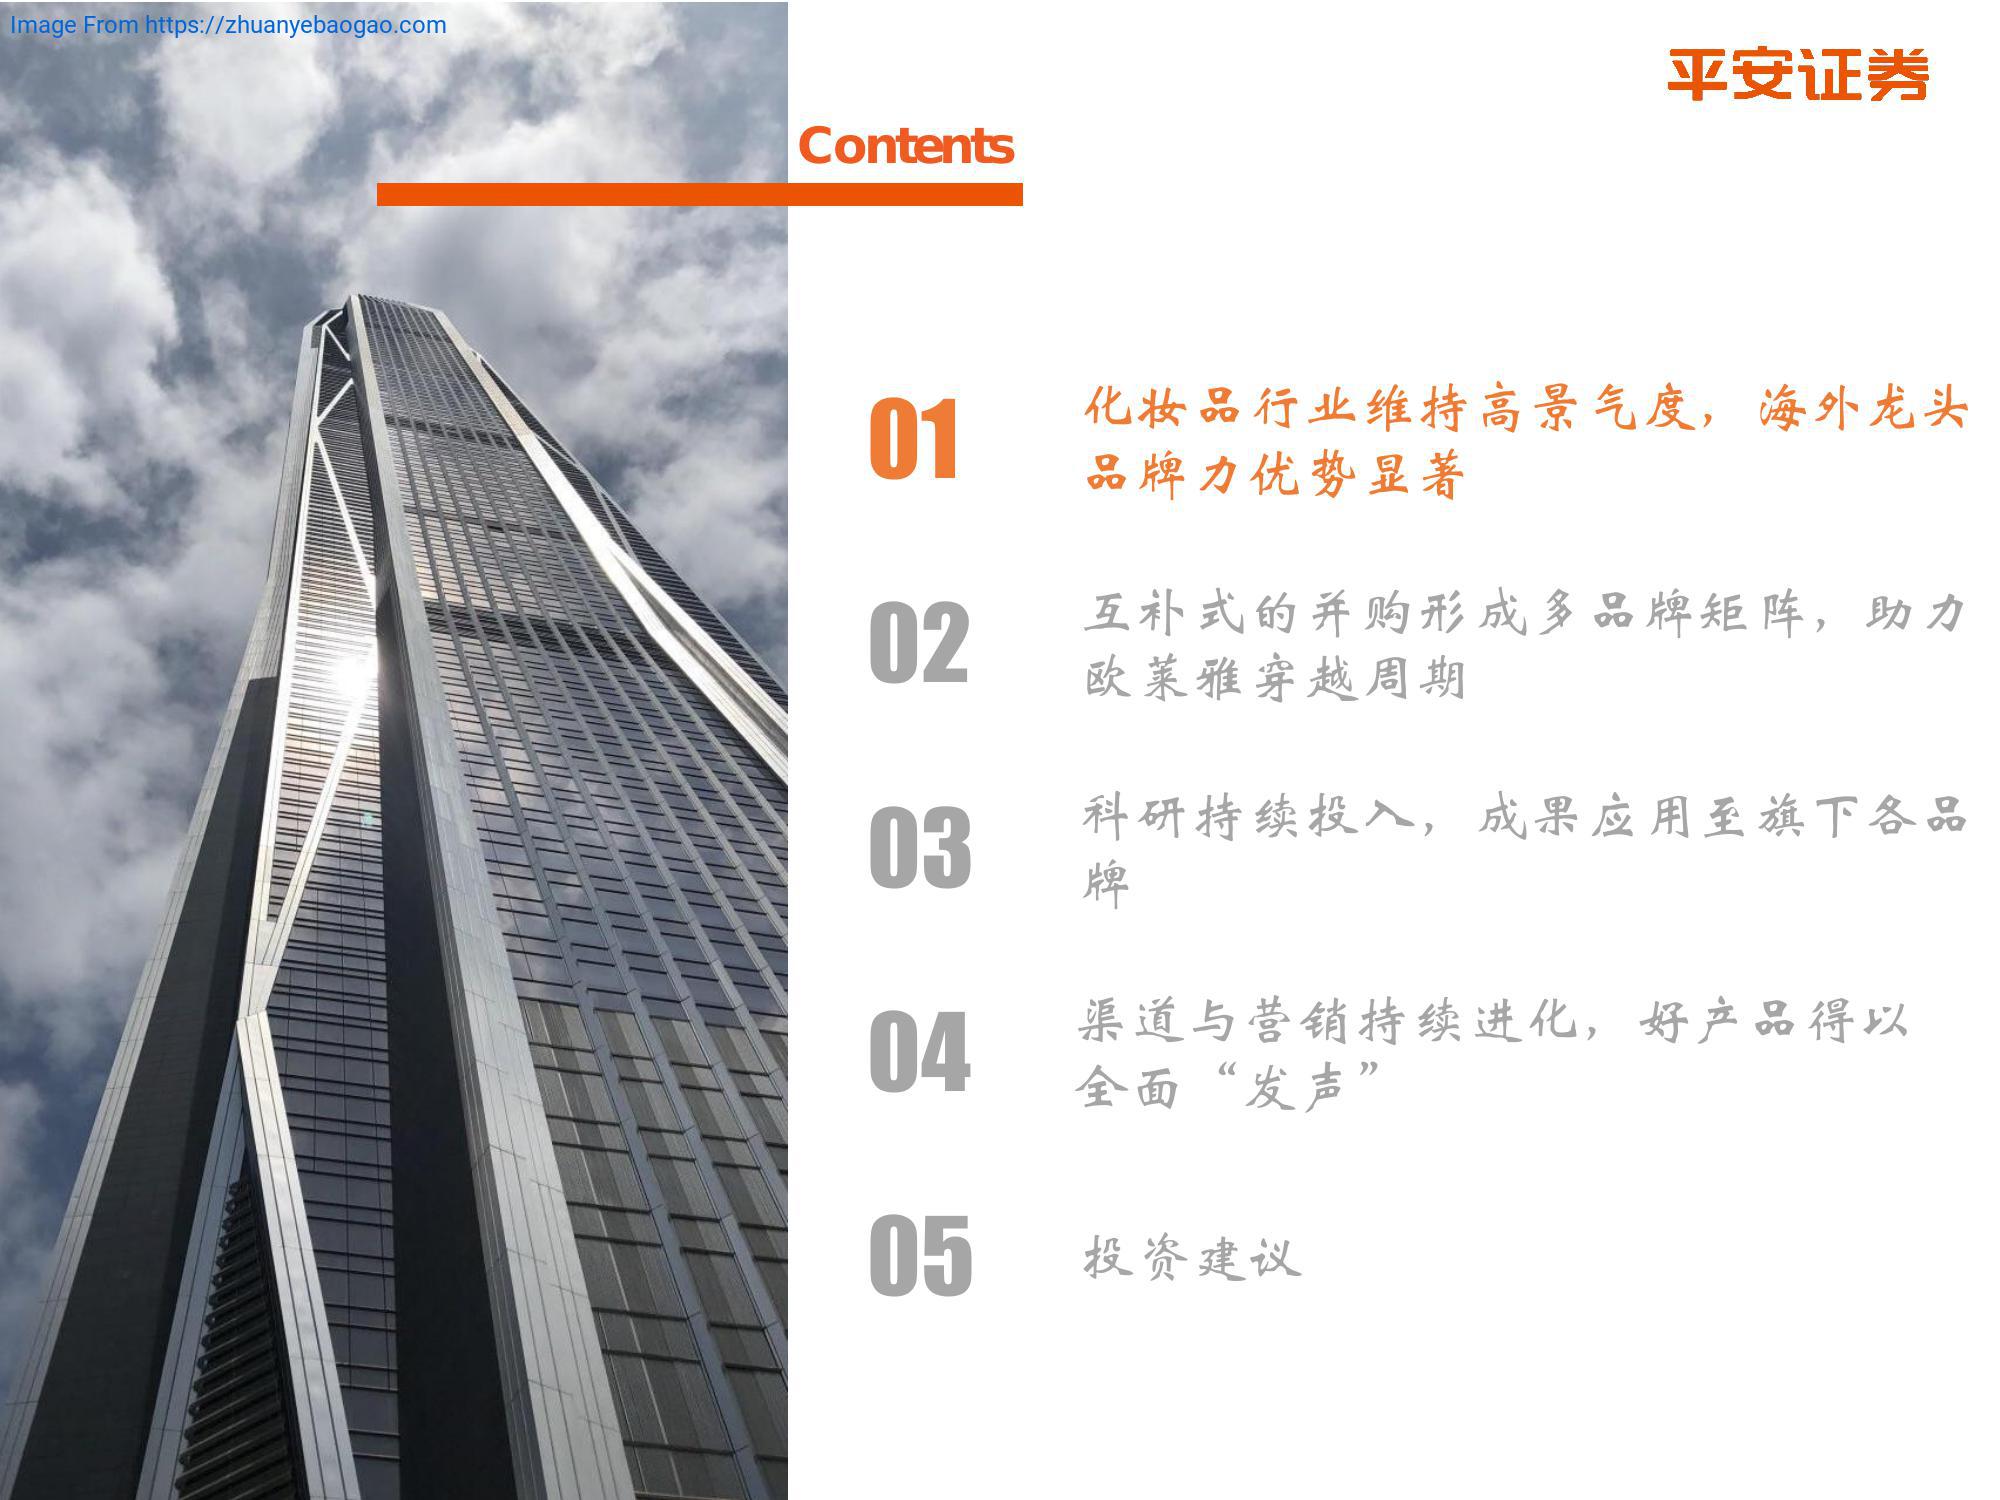 Image From https://zhuanyebaogao.com
平安证券
Contents
01
化妆品行业维持高景气度，海外龙头
品牌力优势显著
02
互补式的并购形成多品牌矩阵，助力
欧莱雅穿越周期
03
科研持续投入，成果应用至旗下各品
牌
04
渠道与营销持续进化，好产品得以
全面“发声”
05
投资建议